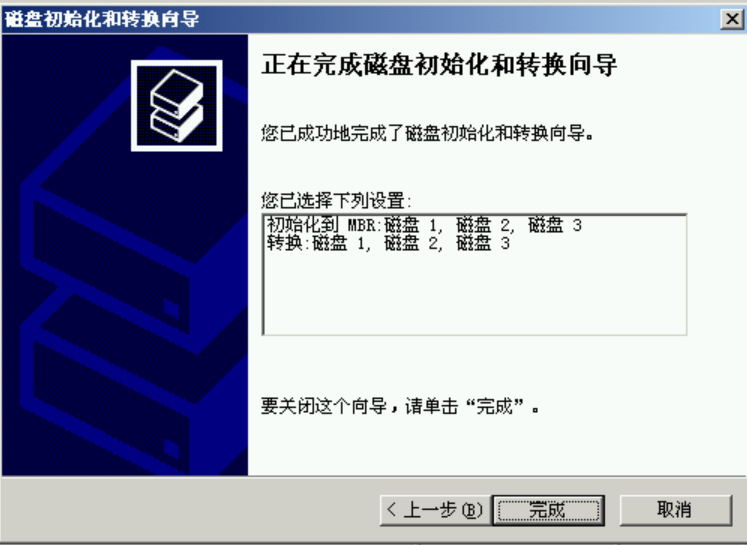 磁盘初始化和转换向导
正在完成磁盘初始化和转换向导
您已成功地完成了磁盘初始化和转换向导。
您已选择下列设置:
初始化到 MBR:磁盘 1, 磁盘 2, 磁盘 3
转换:磁盘 1, 磁盘 2, 磁盘 3
要关闭这个向导，请单击“完成”。
< 上一步(B) 完成 取消